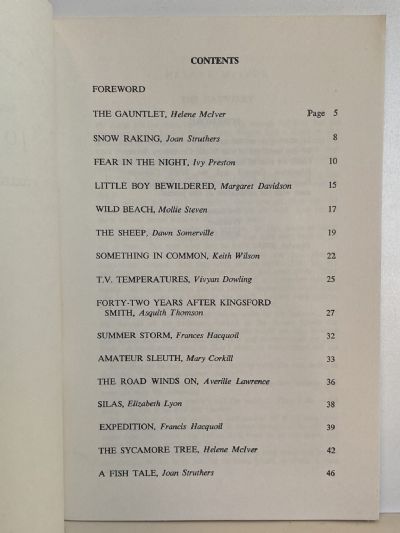 CONTENTS
FOREWORD
THE GAUNTLET, Helene McIver Page 5
SNOW RAKING, Joan Struthers 8
FEAR IN THE NIGHT, Ivy Preston 10
LITTLE BOY BEWILDERED, Margaret Davidson 15
WILD BEACH, Mollie Steven 17
THE SHEEP, Dawn Somerville 19
SOMETHING IN COMMON, Keith Wilson 22
T.V. TEMPERATURES, Vivyan Dowling 25
FORTY-TWO YEARS AFTER KINGSFORD
SMITH, Asquith Thomson 27
SUMMER STORM, Frances Hacquoil 32
AMATEUR SLEUTH, Mary Corkill 33
THE ROAD WINDS ON, Averille Lawrence 36
SILAS, Elizabeth Lyon 38
EXPEDITION, Francis Hacquoil 39
THE SYCAMORE TREE, Helene McIver 42
A FISH TALE, Joan Struthers 46